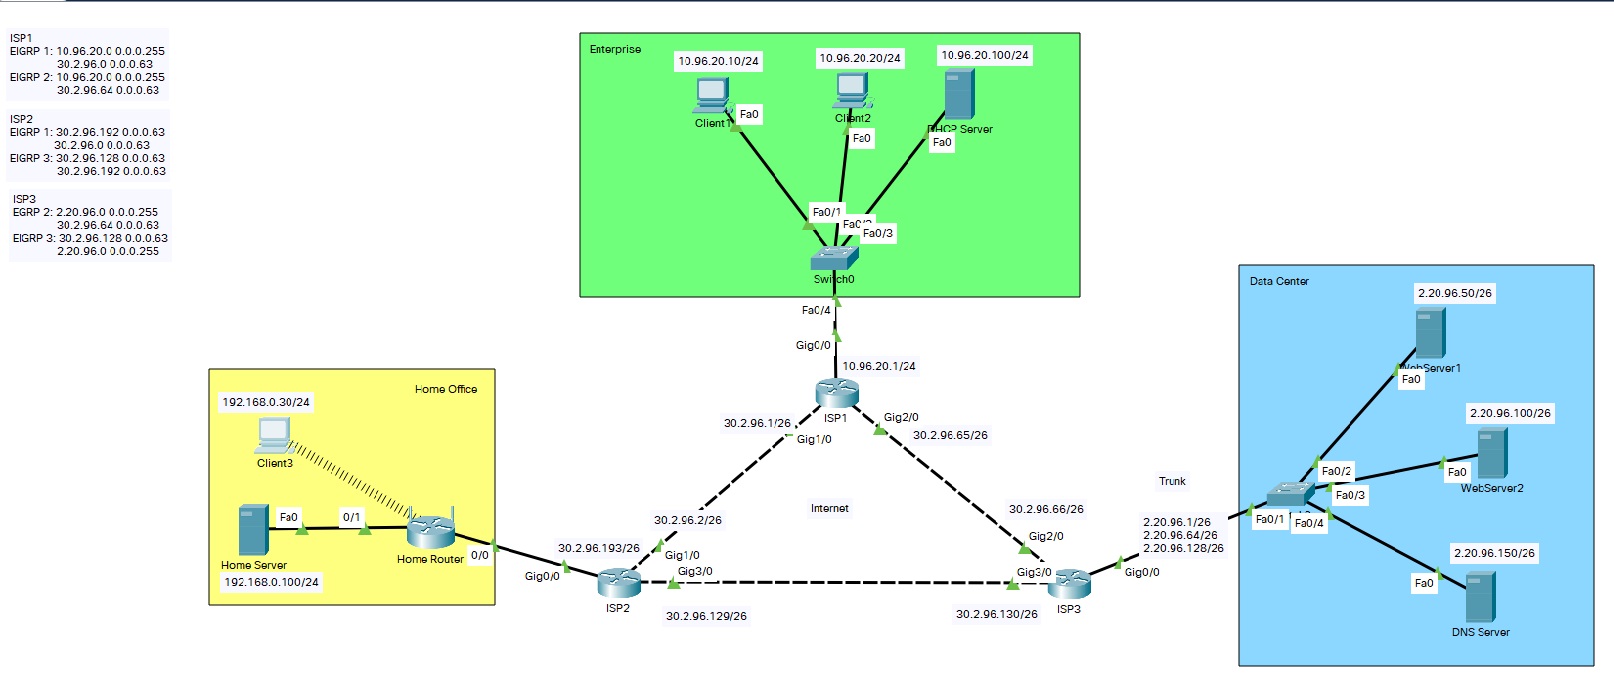 ISP1
EIGRP 1: 10.96.20.0 0.0.0.255
30.2.96.0 0.0.0.63
EIGRP 2: 10.96.20.0 0.0.0.255
30.2.96.64 0.0.0.63
ISP2
EIGRP 1: 30.2.96.192 0.0.0.63
30.2.96.0 0.0.0.63
EIGRP 3: 30.2.96.128 0.0.0.63
30.2.96.192 0.0.0.63
ISP3
EGRP 2: 2.20.96.0 0.0.0.255
30.2.96.64 0.0.0.63
EIGRP 3: 30.2.96.128 0.0.0.63
2.20.96.0 0.0.0.255
Enterprise
10.96.20.10/24
10.96.20.20/24
10.96.20.100/24
Client1
Fa0
Client2
Fa0
DHCP Server
Fa0
Fa0/1
Fa0/2
Fa0/3
Switch0
Fa0/4
Gig0/0
10.96.20.1/24
ISP1
30.2.96.1/26
Gig1/0
Gig2/0
30.2.96.65/26
Internet
Home Office
192.168.0.30/24
Client3
Fa0
0/1
Home Server
192.168.0.100/24
Home Router
0/0
30.2.96.193/26
Gig0/0
30.2.96.2/26
Gig1/0
Gig3/0
ISP2
30.2.96.129/26
30.2.96.66/26
Gig2/0
Gig3/0
30.2.96.130/26
ISP3
Gig0/0
Trunk
2.20.96.1/26
2.20.96.64/26
2.20.96.128/26
Data Center
2.20.96.50/26
WebServer1
Fa0
2.20.96.100/26
Fa0
WebServer2
Fa0/2
Fa0/3
Fa0/1
Fa0/4
2.20.96.150/26
Fa0
DNS Server